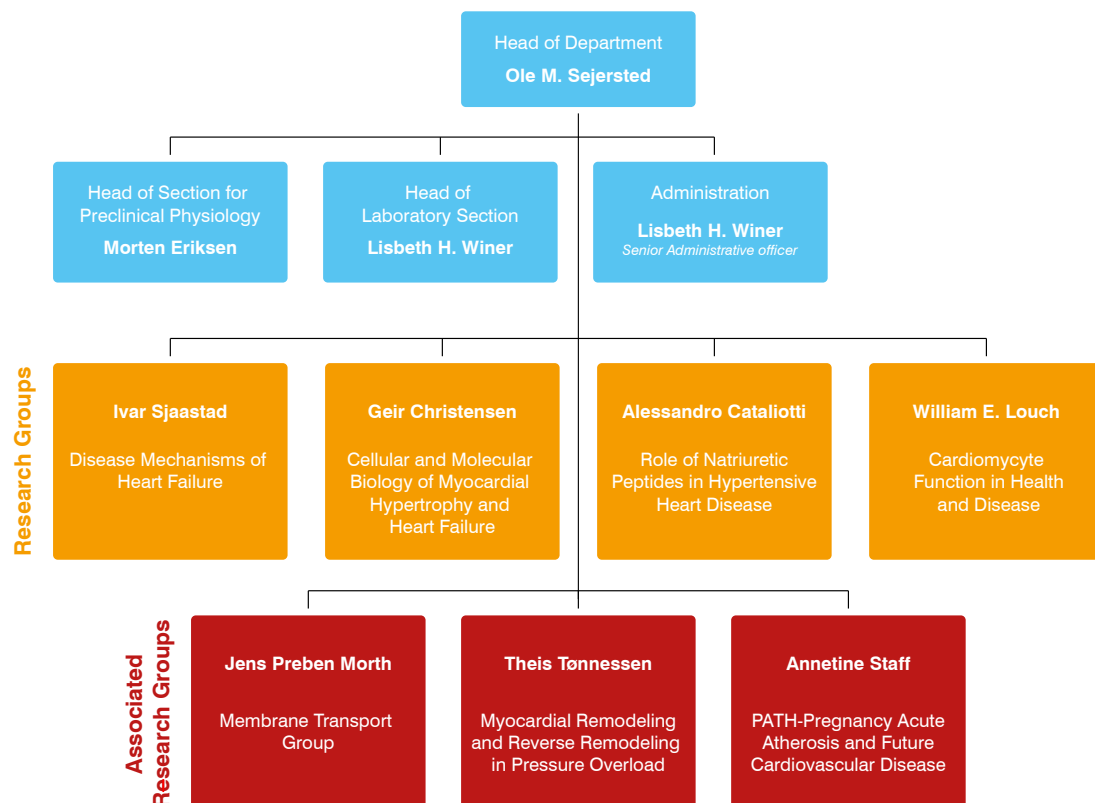 Head of Department
Ole M. Sejersted
Head of Section for
Preclinical Physiology
Morten Eriksen
Head of
Laboratory Section
Lisbeth H. Winer
Administration
Lisbeth H. Winer
Senior Administrative officer
Research Groups
Ivar Sjaastad
Disease Mechanisms of
Heart Failure
Geir Christensen
Cellular and Molecular
Biology of Myocardial
Hypertrophy and
Heart Failure
Alessandro Cataliotti
Role of Natriuretic
Peptides in Hypertensive
Heart Disease
William E. Louch
Cardiomycyte
Function in Health
and Disease
Associated
Research Groups
Jens Preben Morth
Membrane Transport
Group
Theis Tønnessen
Myocardial Remodeling
and Reverse Remodeling
in Pressure Overload
Annetine Staff
PATH-Pregnancy Acute
Atherosis and Future
Cardiovascular Disease